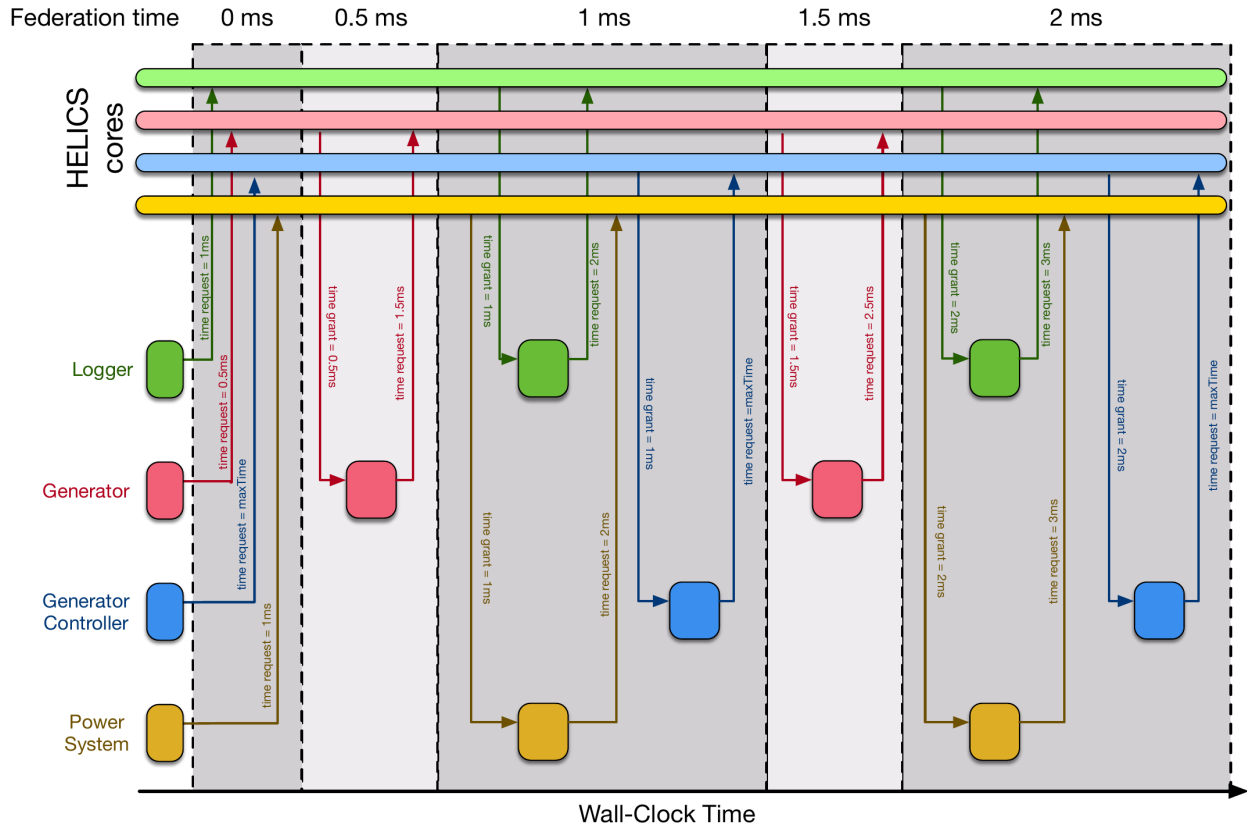 Federation time
0 ms
0.5 ms
1 ms
1.5 ms
2 ms
HELICS
cores
time request = 1ms
time request = 0.5ms
time request = maxTime
time request = 1ms
time grant = 0.5ms
time request = 1.5ms
time grant = 1ms
time request = 2ms
time grant = 1ms
time request = 2ms
time grant = 1ms
time request =maxTime
time grant = 1.5ms
time request = 2.5ms
time grant = 2ms
time request = 3ms
time grant = 2ms
time request = 3ms
time grant = 2ms
time request = maxTime
Logger
Generator
Generator
Controller
Power
System
Wall-Clock Time